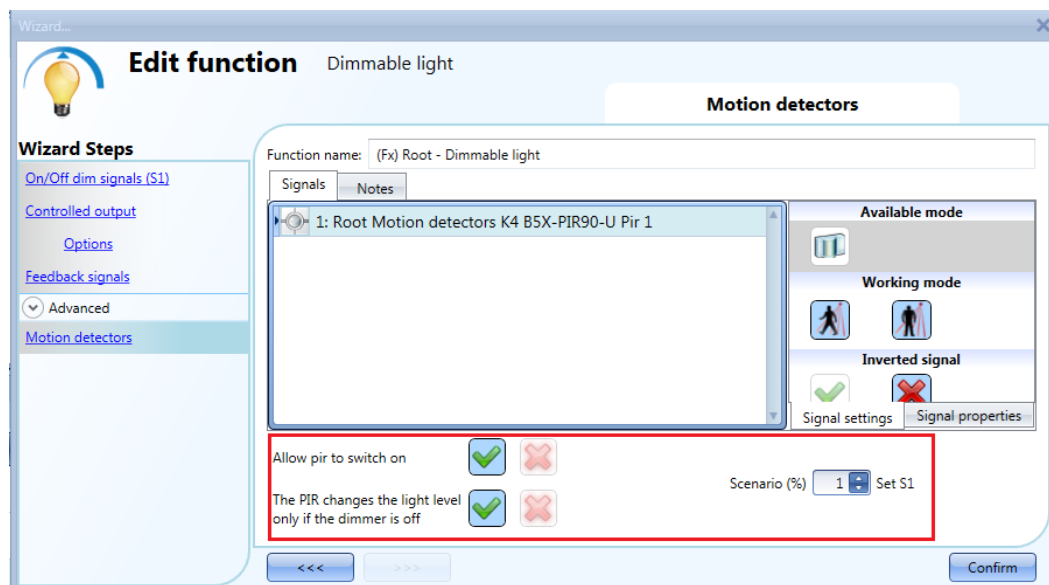 Wizard...
Edit function Dimmable light
Motion detectors
Wizard Steps
On/Off dim signals (S1)
Controlled output
Options
Feedback signals
Advanced
Motion detectors
Function name: (Fx) Root - Dimmable light
Signals Notes
1: Root Motion detectors K4 B5X-PIR90-U Pir 1
Available mode
Working mode
Inverted signal
Signal settings Signal properties
Allow pir to switch on
The PIR changes the light level
only if the dimmer is off
Scenario (%) 1 Set S1
<<< >>> Confirm